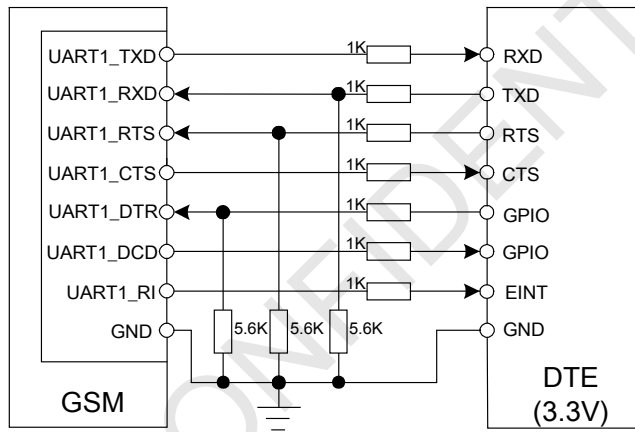 UART1_TXD 1K RXD
UART1_RXD 1K TXD
UART1_RTS 1K RTS
UART1_CTS 1K CTS
UART1_DTR 1K GPIO
UART1_DCD 1K GPIO
UART1_RI 1K EINT
GND 5.6K 5.6K 5.6K GND
GSM
DTE
(3.3V)
ONFIDENT